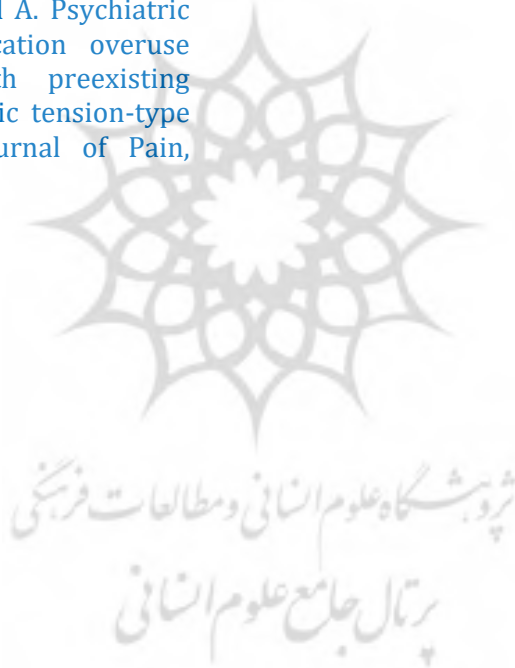 l A. Psychiatric
cation overuse
th preexisting
ic tension-type
urnal of Pain,
پژوهشگاه علوم انسانی و مطالعات فرهنگی
پرتال جامع علوم انسانی